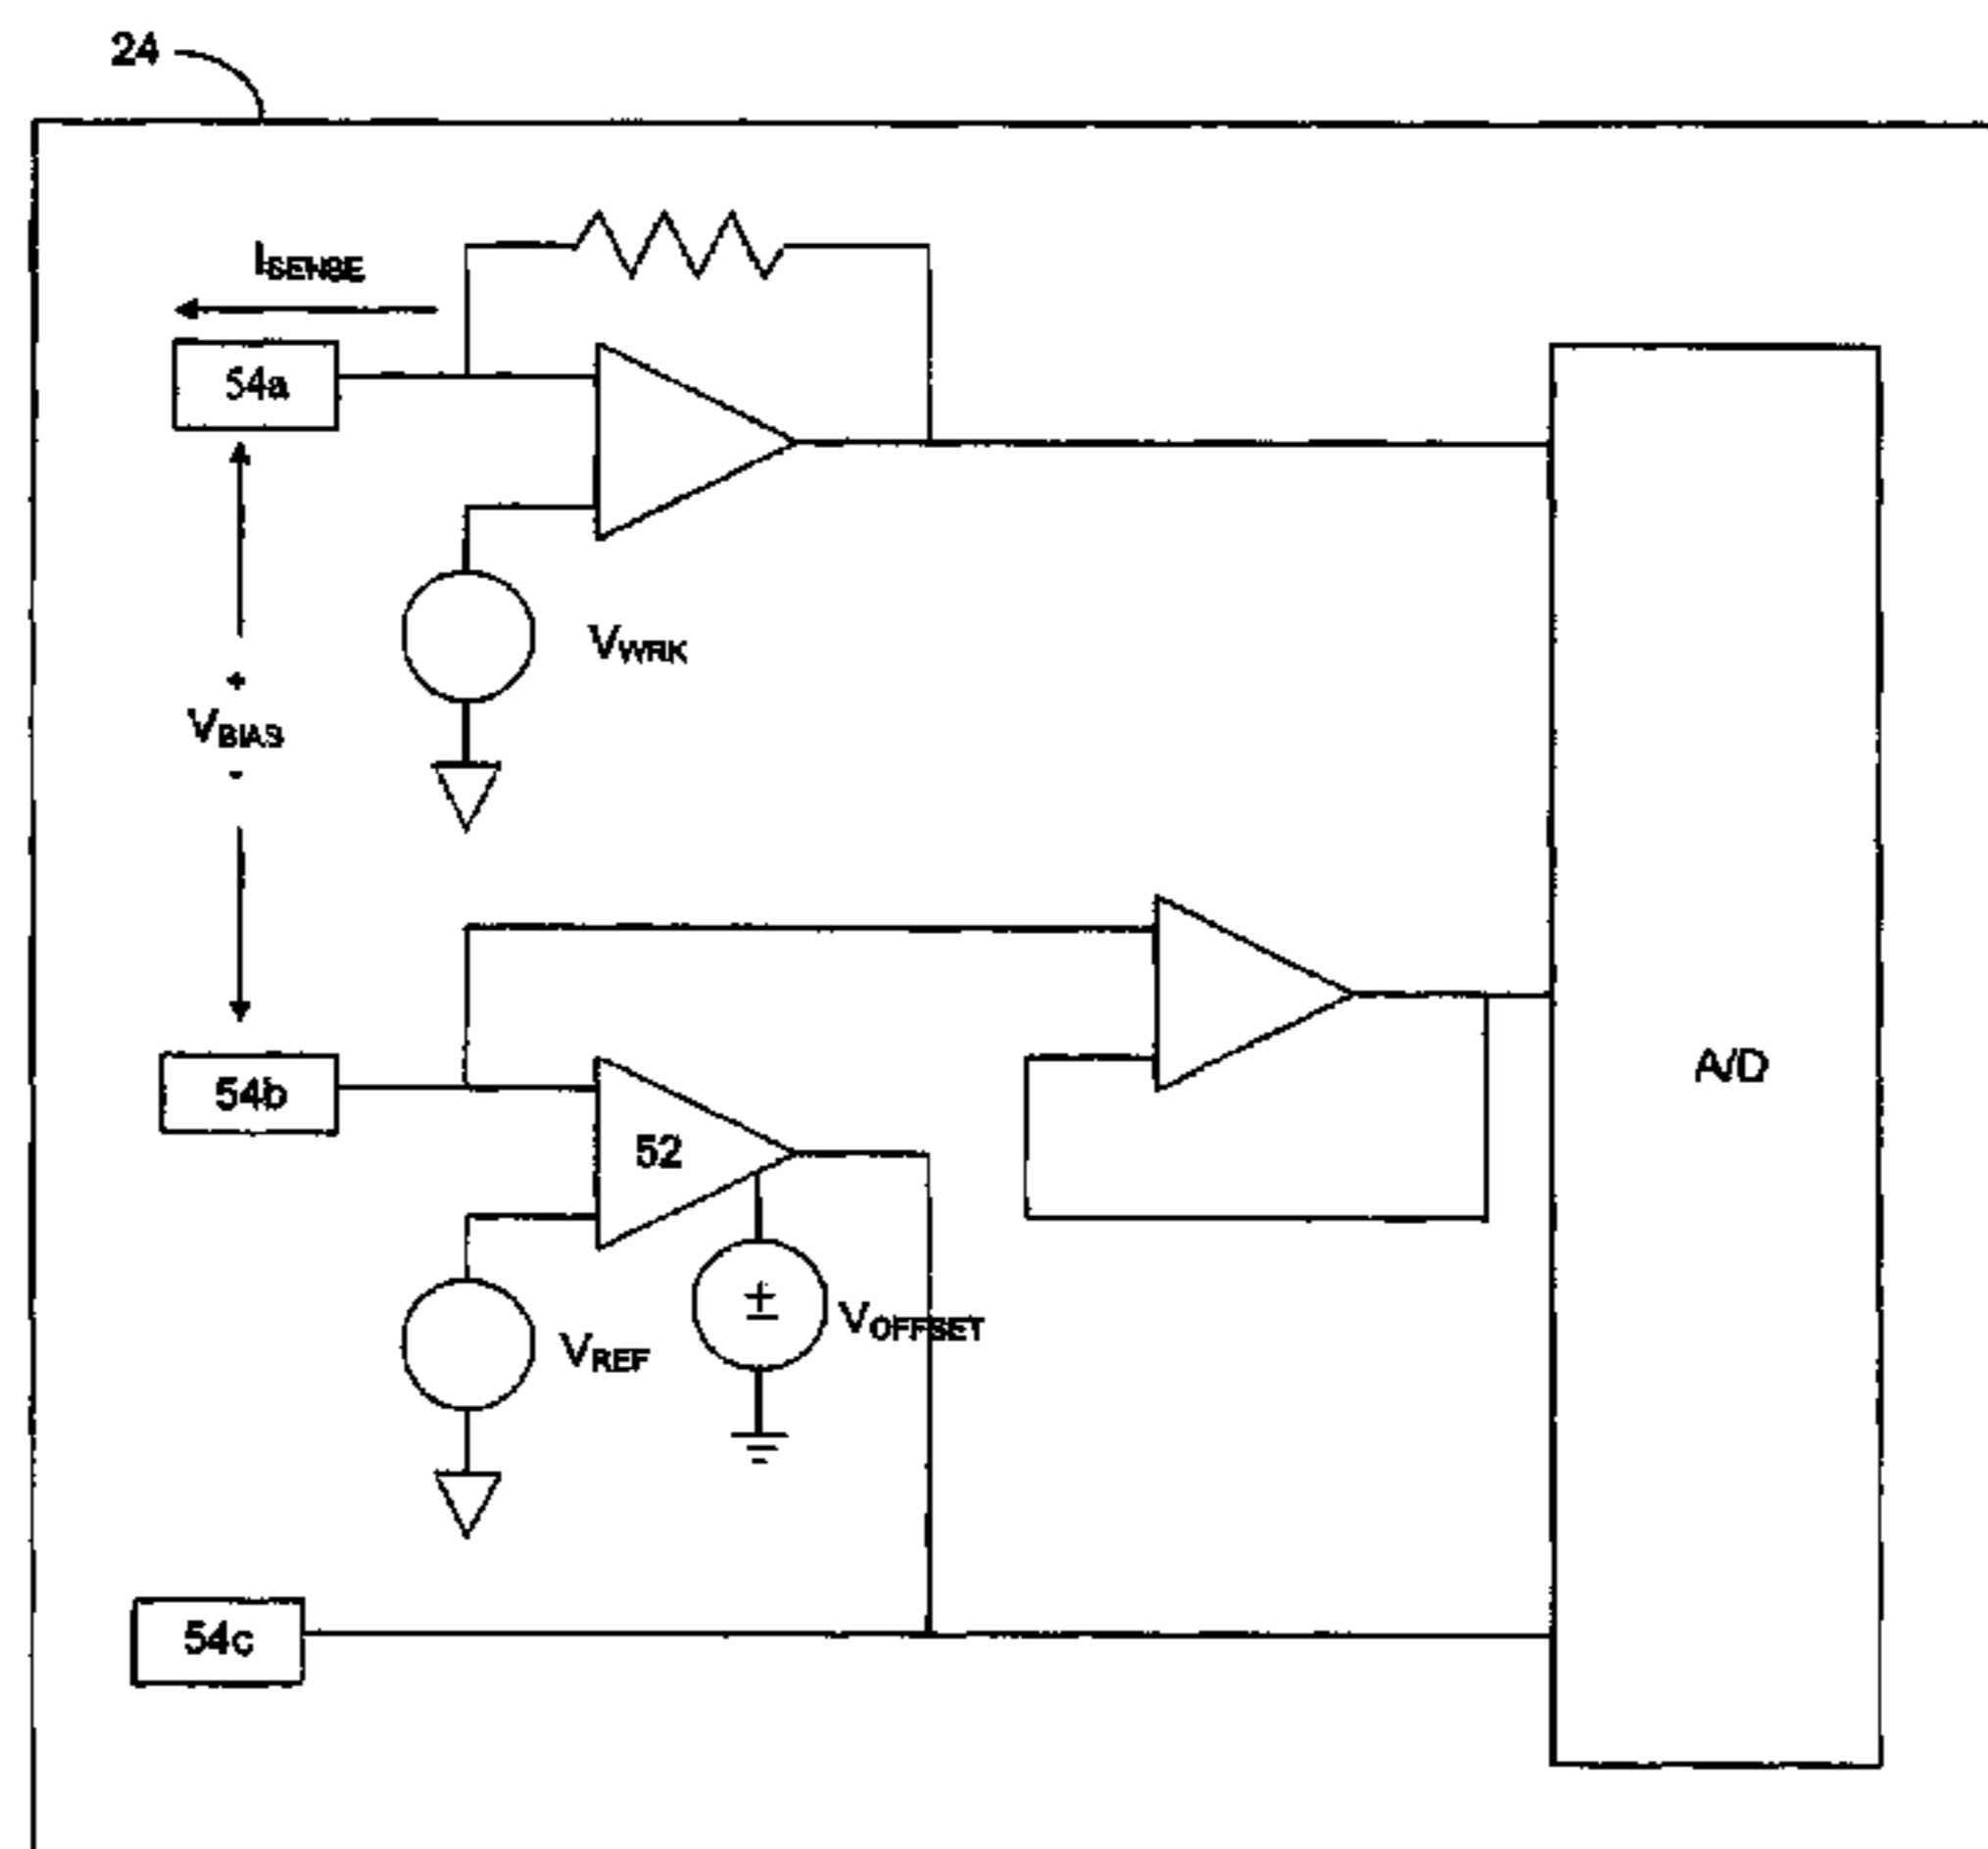 24
ISENSE
54a
VWRK
+
VBIAS
-
A/D
54b
52
±
VOFFSET
VREF
54c